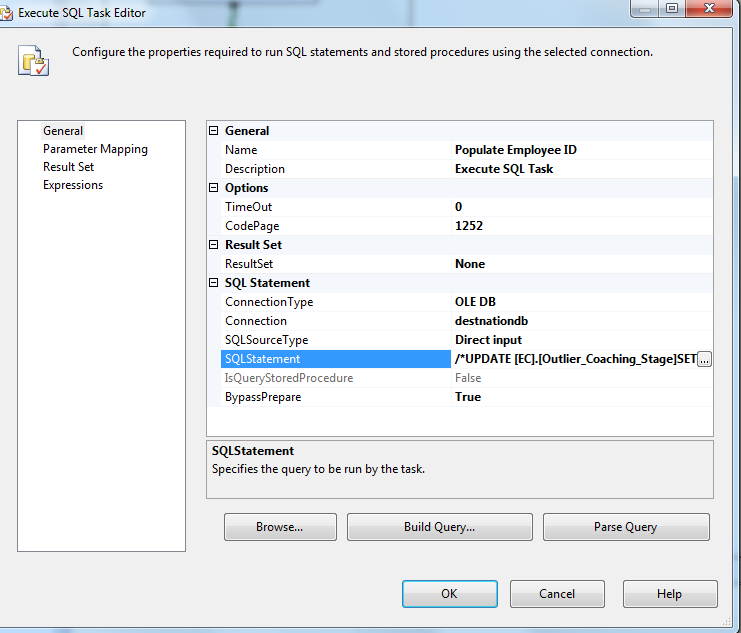 Execute SQL Task Editor
Configure the properties required to run SQL statements and stored procedures using the selected connection.
General
Parameter Mapping
Result Set
Expressions
General
Name Populate Employee ID
Description Execute SQL Task
Options
TimeOut 0
CodePage 1252
Result Set
ResultSet None
SQL Statement
ConnectionType OLE DB
Connection destnationdb
SQLSourceType Direct input
SQLStatement /*UPDATE [EC].[Outlier_Coaching_Stage]SET ...
IsQueryStoredProcedure False
BypassPrepare True
SQLStatement
Specifies the query to be run by the task.
Browse... Build Query... Parse Query
OK Cancel Help